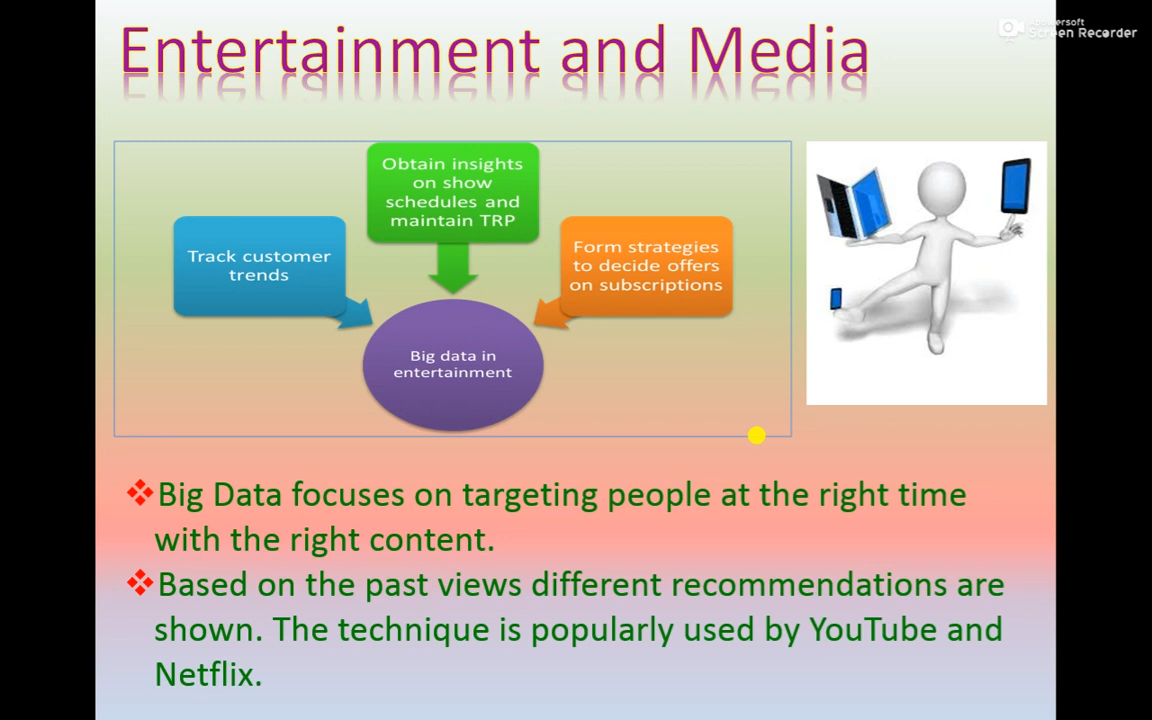 Entertainment and Media
Apowersoft
Screen Recorder
Obtain insights
on show
schedules and
maintain TRP
Track customer
trends
Form strategies
to decide offers
on subscriptions
Big data in
entertainment
❖Big Data focuses on targeting people at the right time
with the right content.
❖Based on the past views different recommendations are
shown. The technique is popularly used by YouTube and
Netflix.